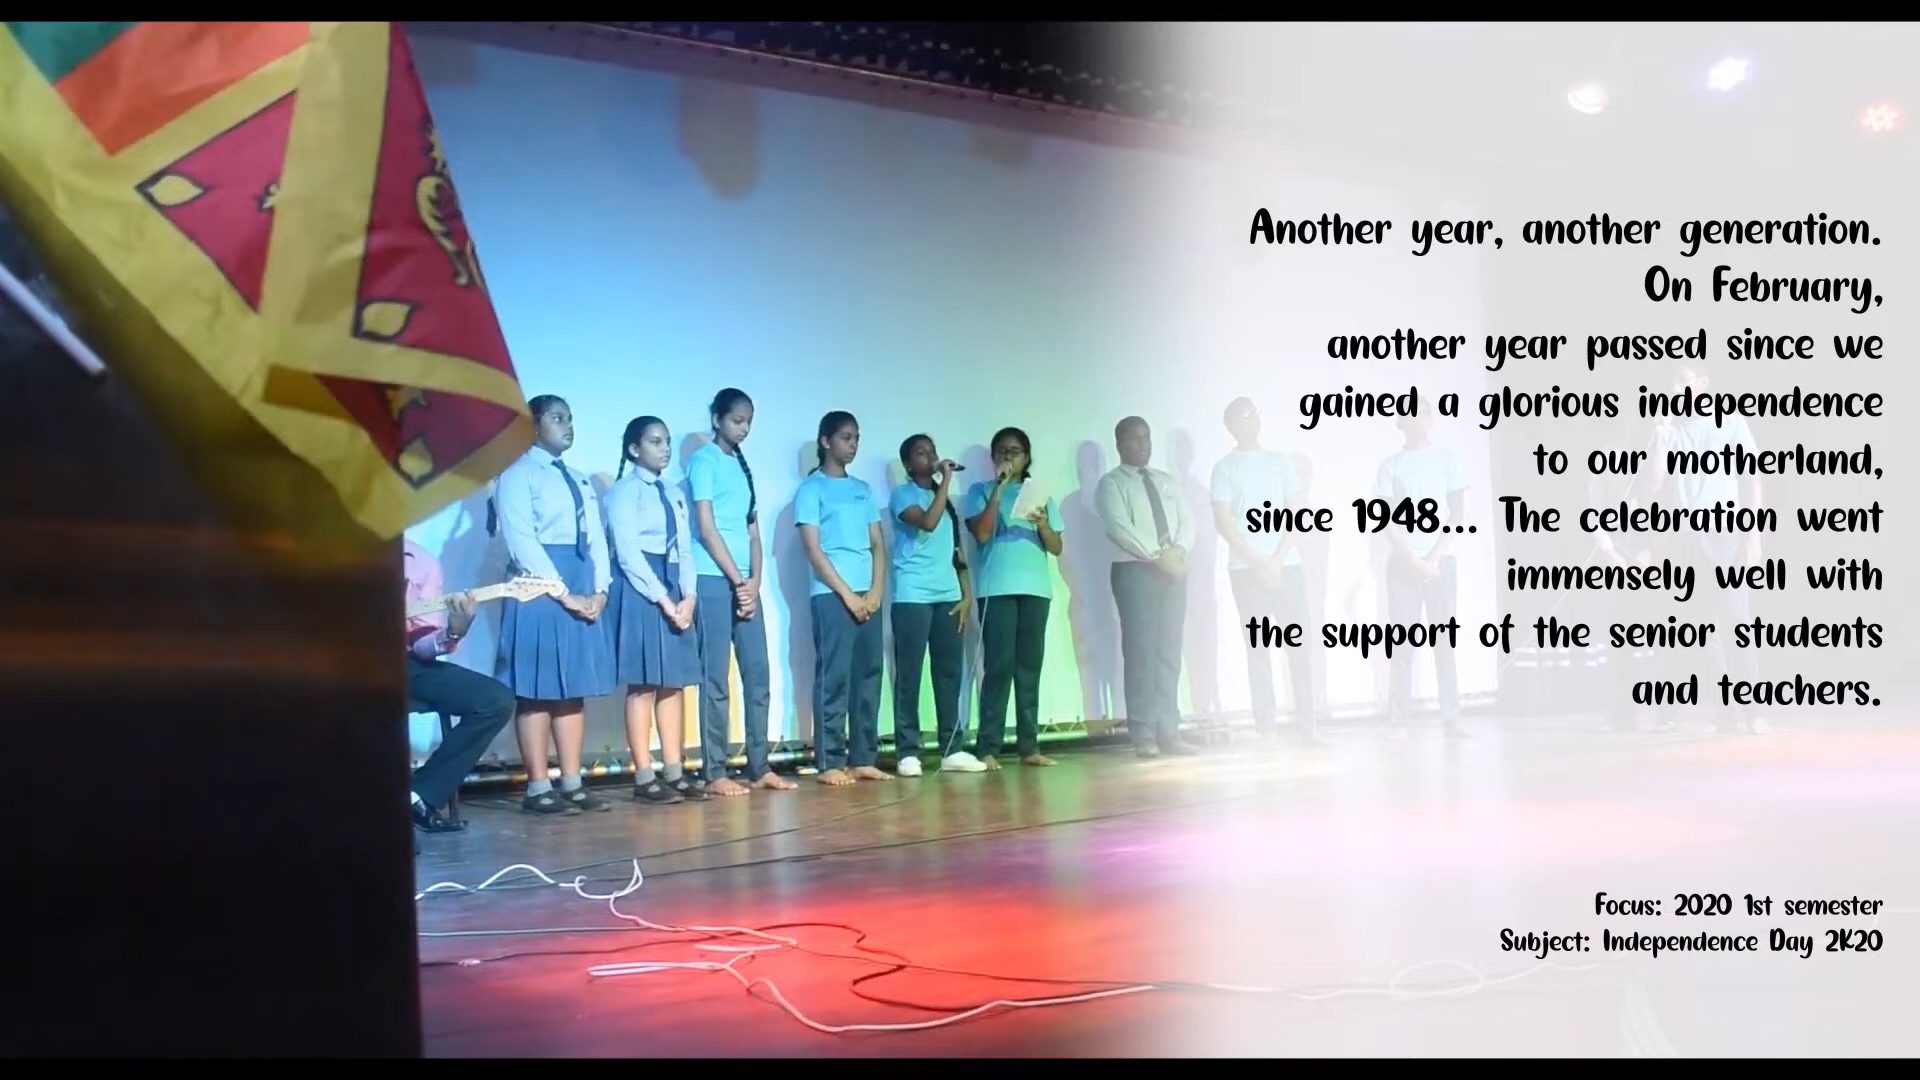 Another year, another generation.
On February,
another year passed since we
gained a glorious independence
to our motherland,
since 1948... The celebration went
immensely well with
the support of the senior students
and teachers.
Focus: 2020 1st semester
Subject: Independence Day 2K20